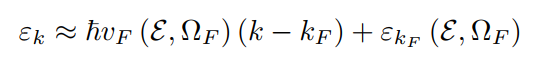 ε_k ≈ ħv_F (ℰ, Ω_F) (k − k_F) + ε_{k_F} (ℰ, Ω_F)